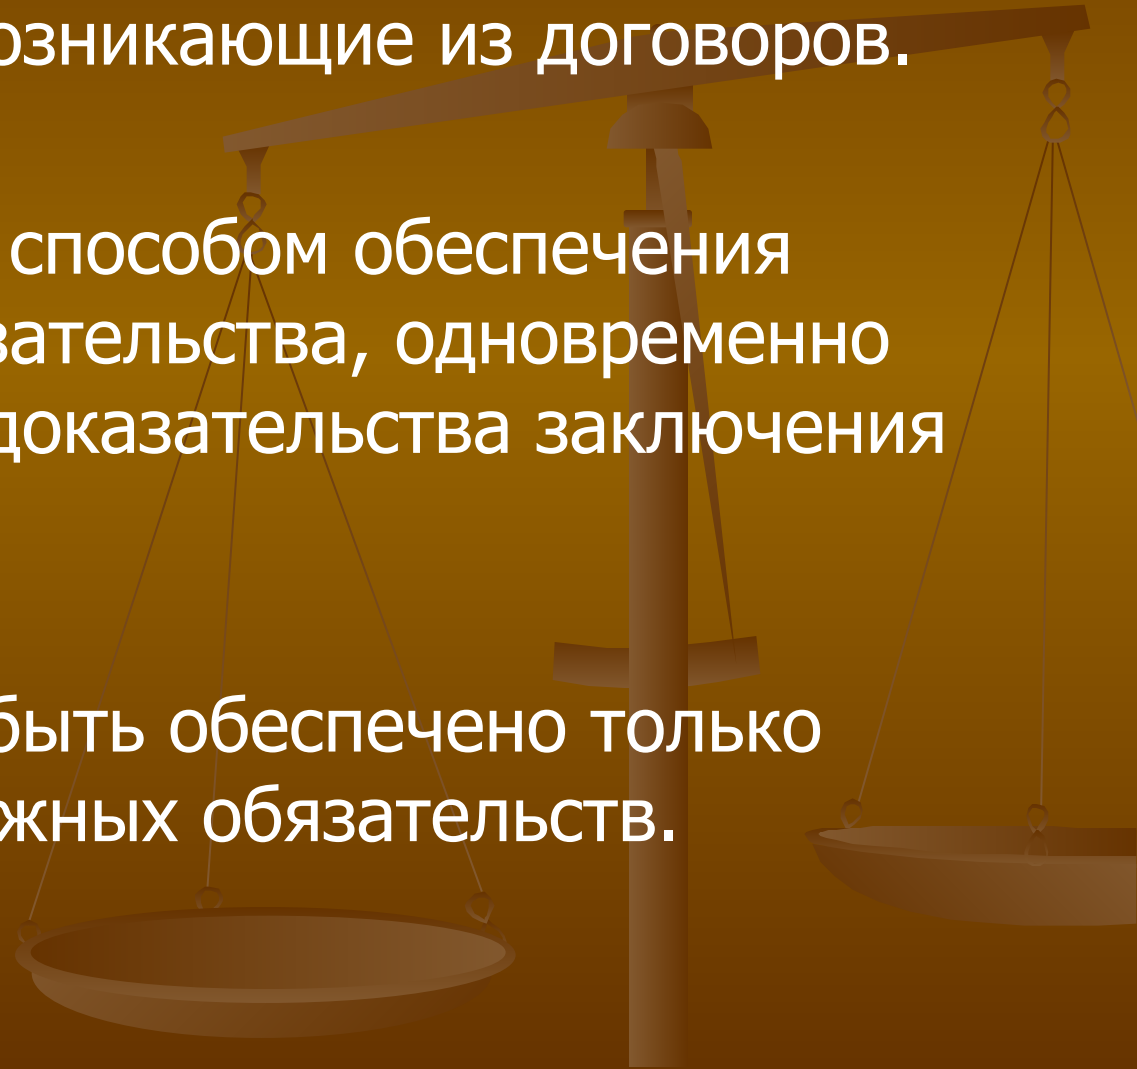 озникающие из договоров.
способом обеспечения
зательства, одновременно
доказательства заключения
быть обеспечено только
жных обязательств.